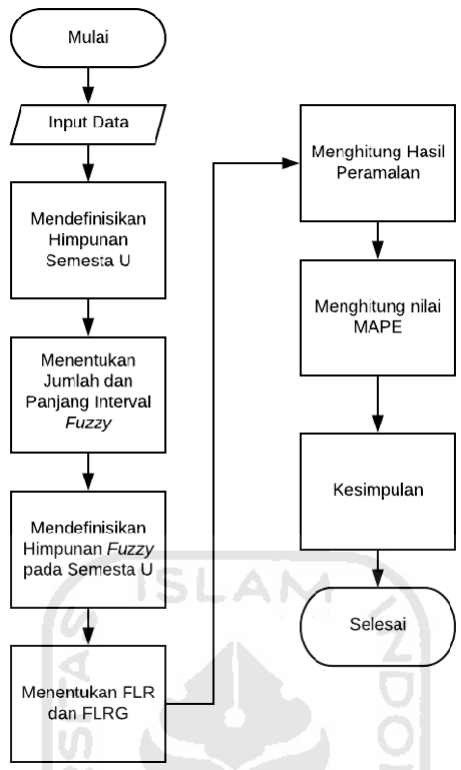 Mulai
Input Data
Mendefinisikan
Himpunan
Semesta U
Menentukan
Jumlah dan
Panjang Interval
Fuzzy
Mendefinisikan
Himpunan Fuzzy
pada Semesta U
Menentukan FLR
dan FLRG
Menghitung Hasil
Peramalan
Menghitung nilai
MAPE
Kesimpulan
Selesai
ISLAM